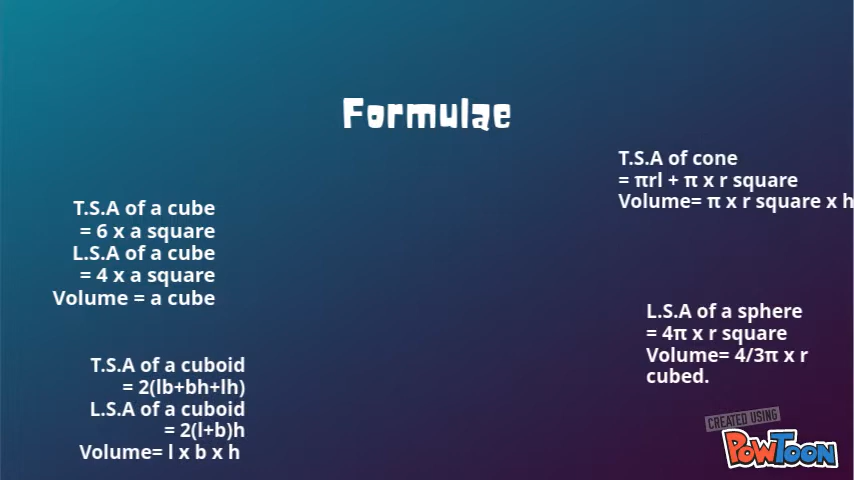 Formulae
T.S.A of a cube
= 6 x a square
L.S.A of a cube
= 4 x a square
Volume = a cube
T.S.A of a cuboid
= 2(lb+bh+lh)
L.S.A of a cuboid
= 2(l+b)h
Volume= l x b x h
T.S.A of cone
= πrl + π x r square
Volume= π x r square x h
L.S.A of a sphere
= 4π x r square
Volume= 4/3π x r
cubed.
CREATED USING
POWTOON